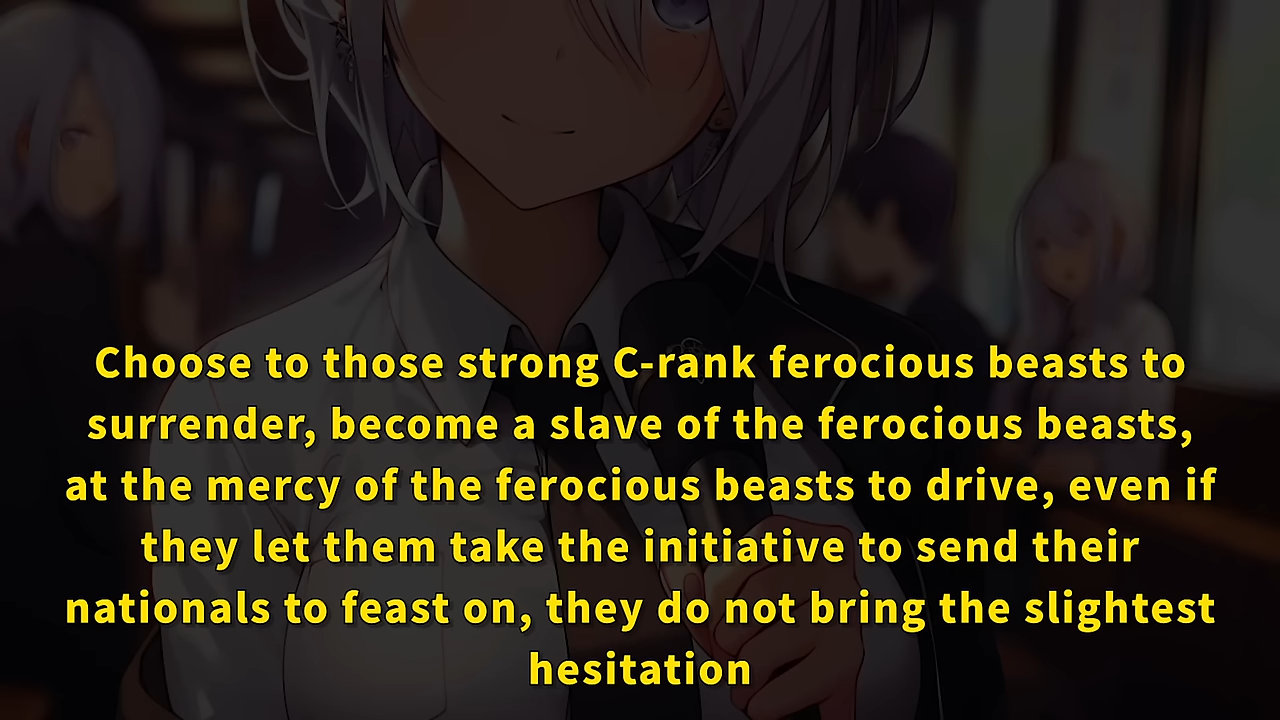 Choose to those strong C-rank ferocious beasts to
surrender, become a slave of the ferocious beasts,
at the mercy of the ferocious beasts to drive, even if
they let them take the initiative to send their
nationals to feast on, they do not bring the slightest
hesitation